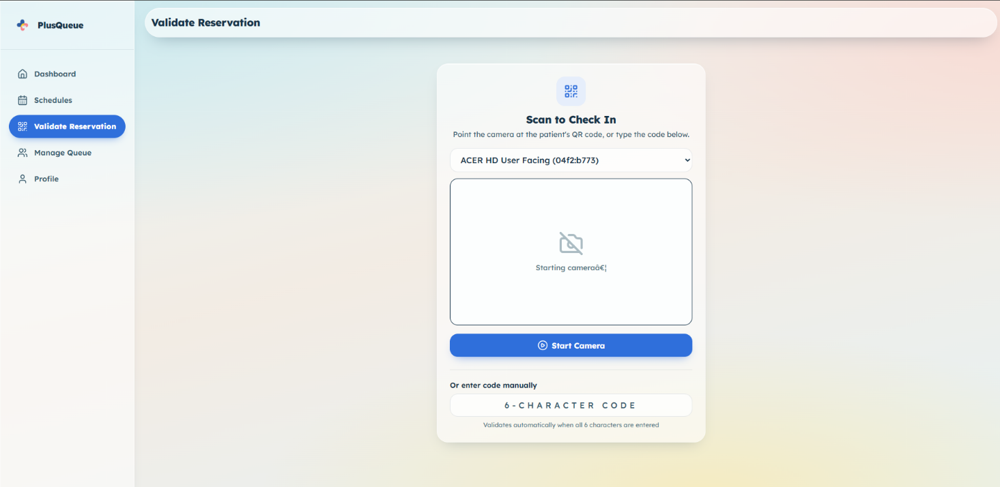 PlusQueue
Validate Reservation
Dashboard
Schedules
Validate Reservation
Manage Queue
Profile
Scan to Check In
Point the camera at the patient's QR code, or type the code below.
ACER HD User Facing (04f2:b773)
Starting cameraâ€¦
Start Camera
Or enter code manually
6-CHARACTER CODE
Validates automatically when all 6 characters are entered